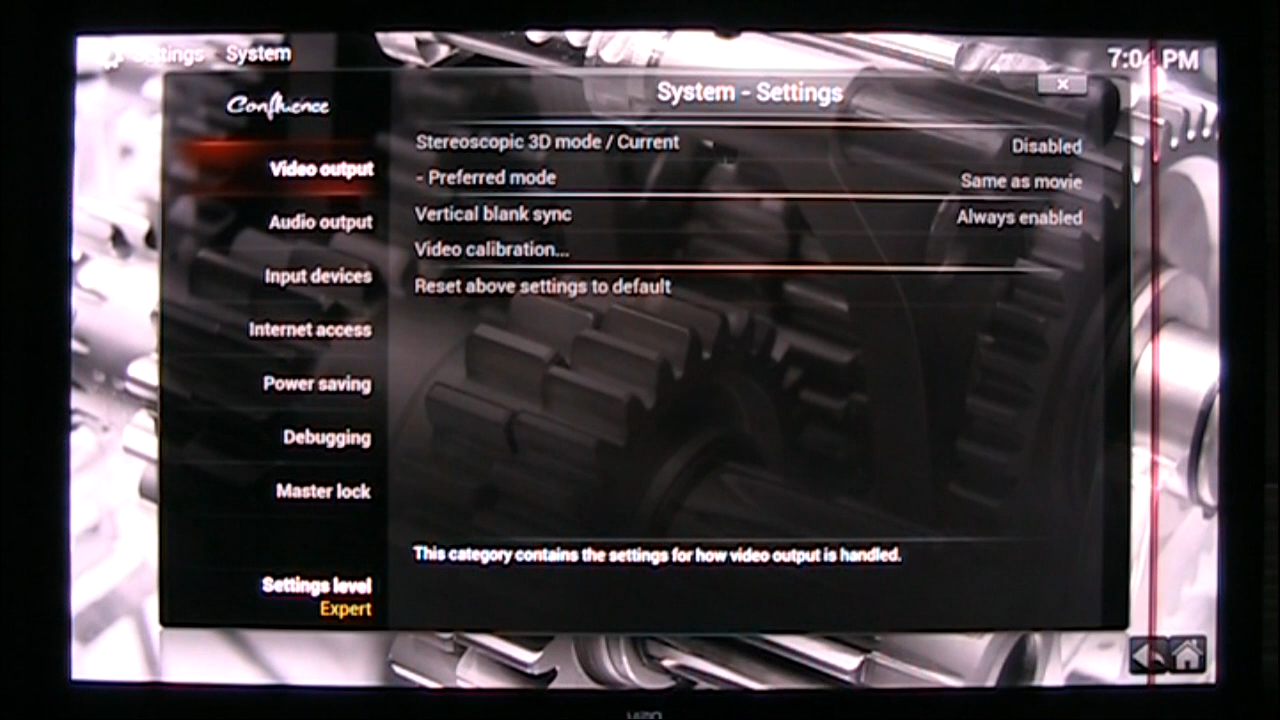 Settings System
7:04 PM
Confluence
System - Settings
Video output
Audio output
Input devices
Internet access
Power saving
Debugging
Master lock
Settings level
Expert
Stereoscopic 3D mode / Current Disabled
- Preferred mode Same as movie
Vertical blank sync Always enabled
Video calibration...
Reset above settings to default
This category contains the settings for how video output is handled.
VIZIO